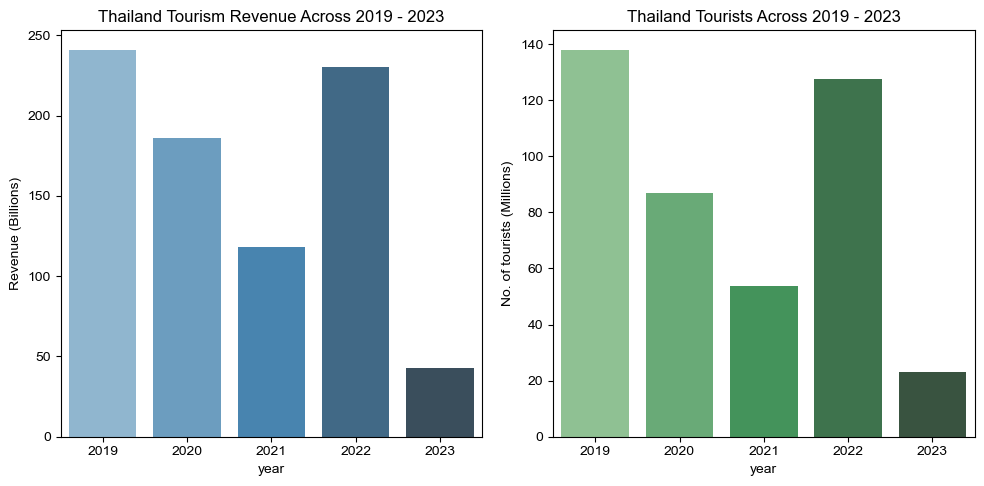 Thailand Tourism Revenue Across 2019 - 2023
Revenue (Billions)
250
200
150
100
50
0
2019 2020 2021 2022 2023
year
Thailand Tourists Across 2019 - 2023
No. of tourists (Millions)
140
120
100
80
60
40
20
0
2019 2020 2021 2022 2023
year